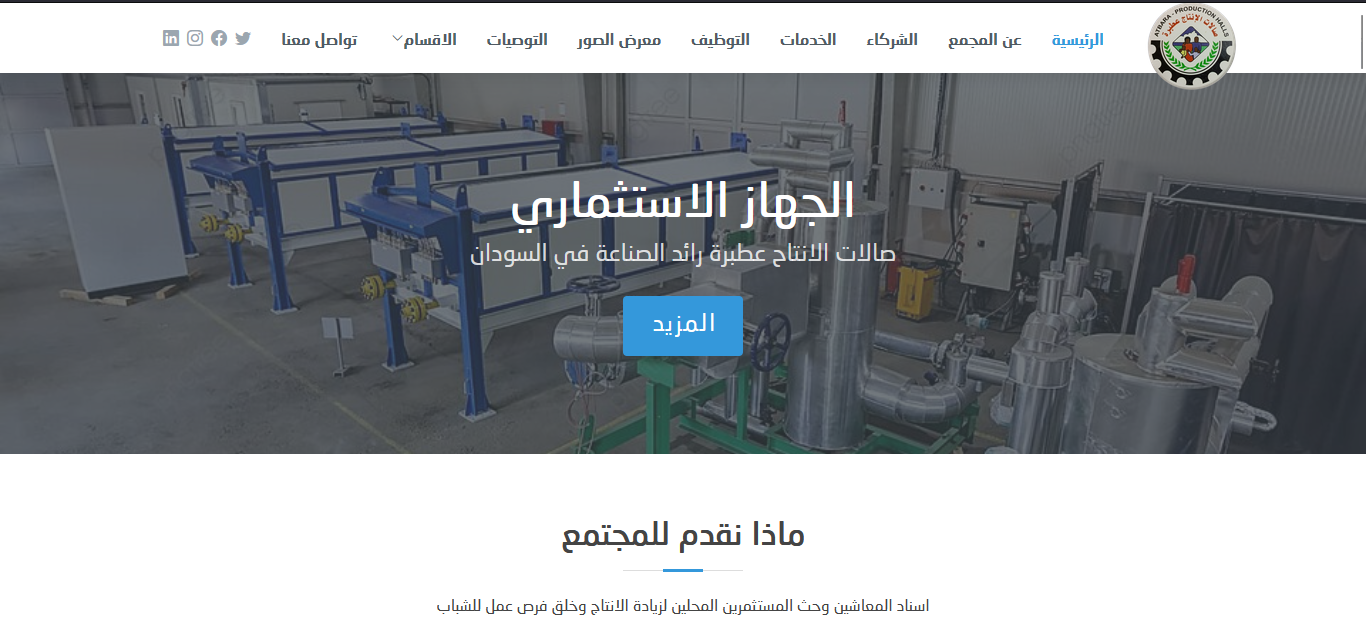 ATBARA - PRODUCTION HALLS
صالات الإنتاج عطبرة
الرئيسية
عن المجمع
الشركاء
الخدمات
التوظيف
معرض الصور
التوصيات
الاقسام
تواصل معنا
الجهاز الاستثماري
صالات الانتاج عطبرة رائد الصناعة في السودان
المزيد
ماذا نقدم للمجتمع
اسناد المعاشين وحث المستثمرين المحلين لزيادة الانتاج وخلق فرص عمل للشباب